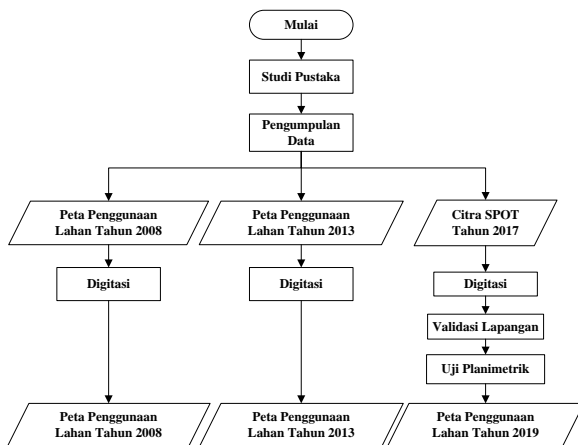 Mulai
Studi Pustaka
Pengumpulan
Data
Peta Penggunaan
Lahan Tahun 2008
Peta Penggunaan
Lahan Tahun 2013
Citra SPOT
Tahun 2017
Digitasi
Digitasi
Digitasi
Validasi Lapangan
Uji Planimetrik
Peta Penggunaan
Lahan Tahun 2008
Peta Penggunaan
Lahan Tahun 2013
Peta Penggunaan
Lahan Tahun 2019